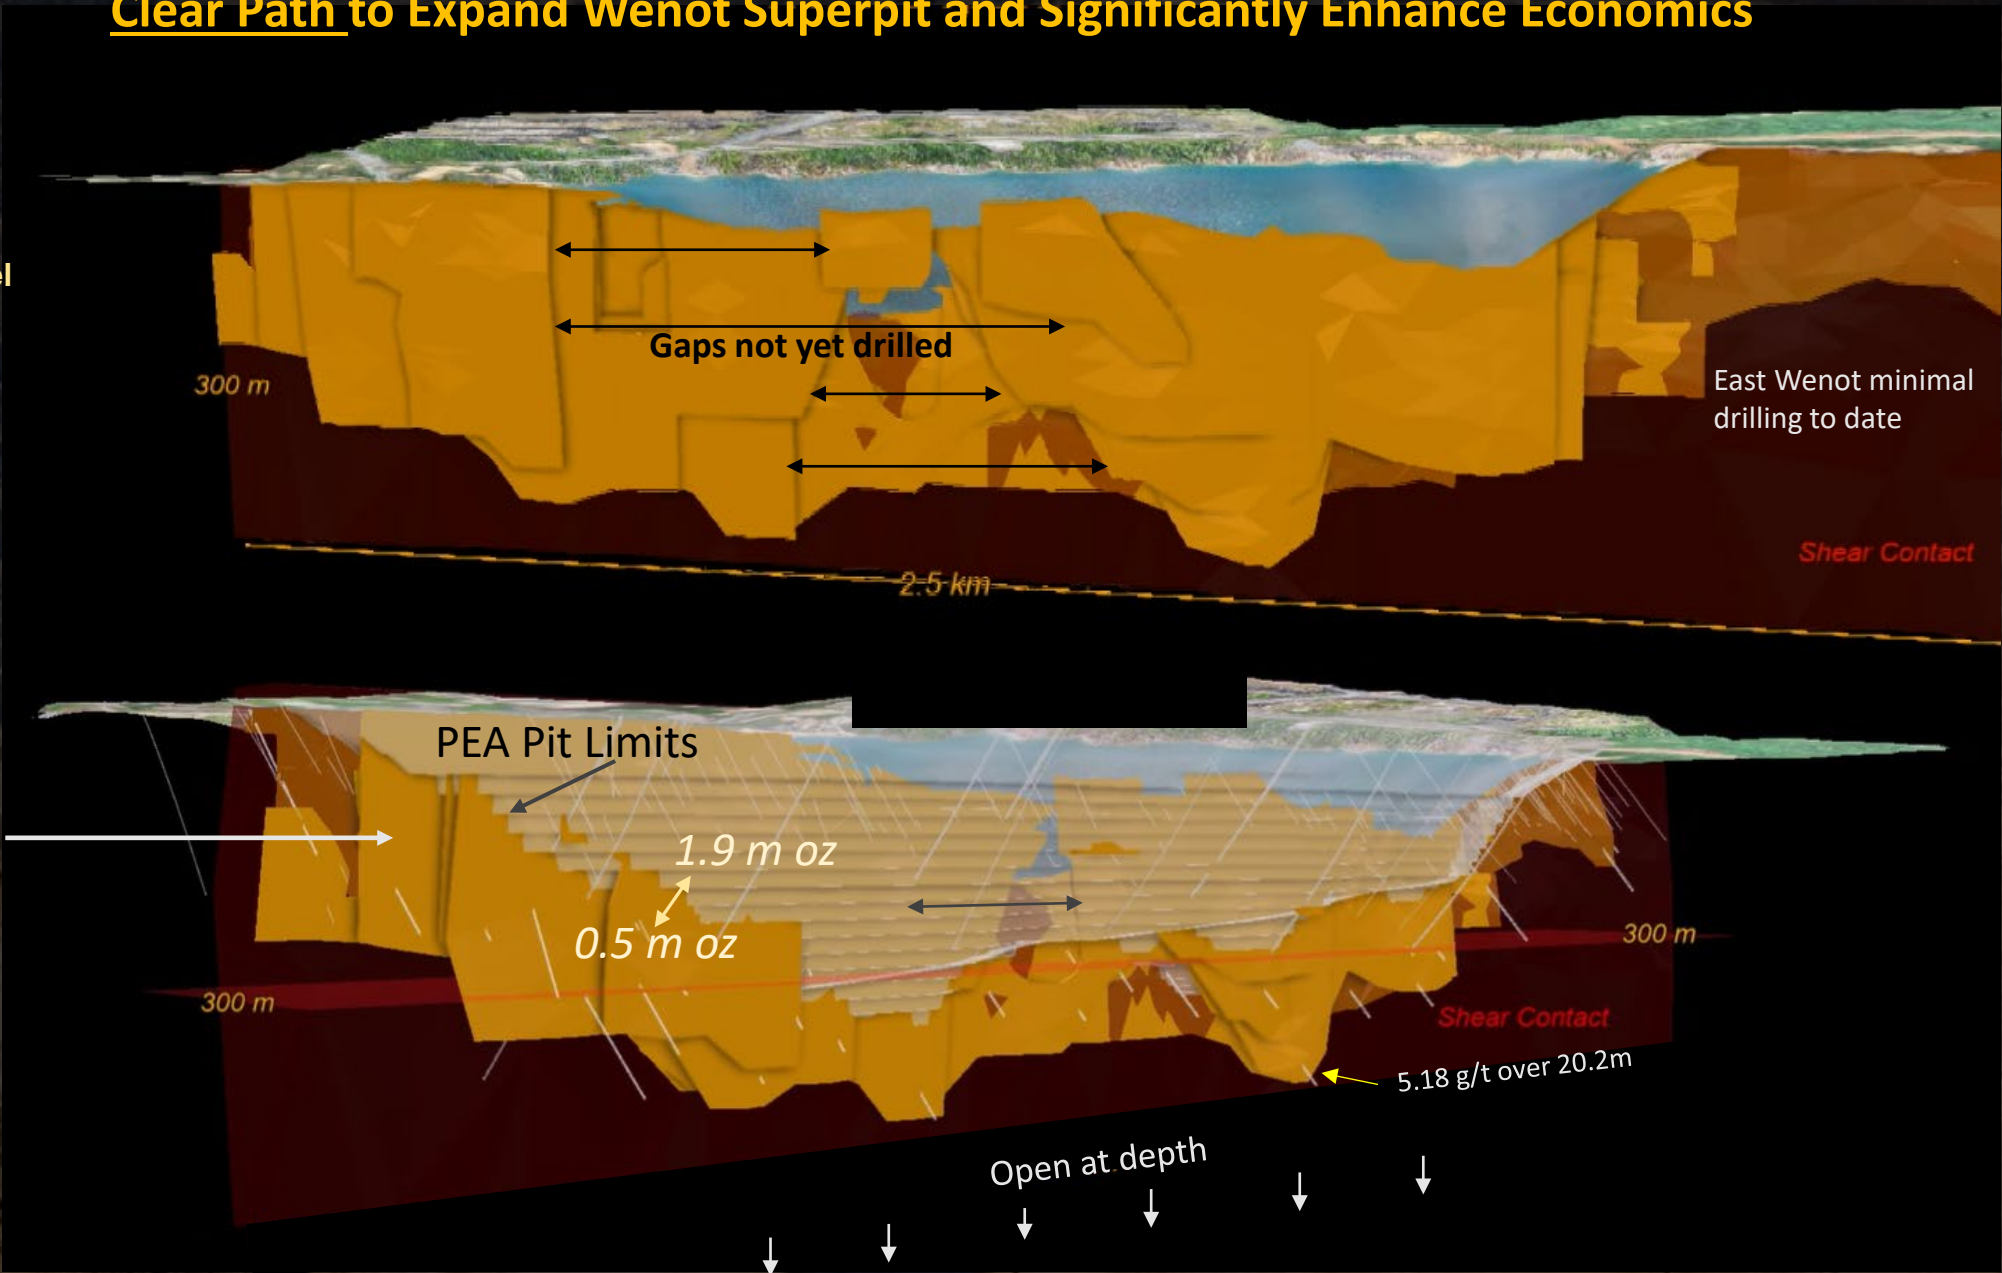 Clear Path to Expand Wenot Superpit and Significantly Enhance Economics
el
Gaps not yet drilled
300 m
East Wenot minimal
drilling to date
Shear Contact
2.5 km
PEA Pit Limits
1.9 m oz
0.5 m oz
300 m
300 m
Shear Contact
5.18 g/t over 20.2m
Open at depth